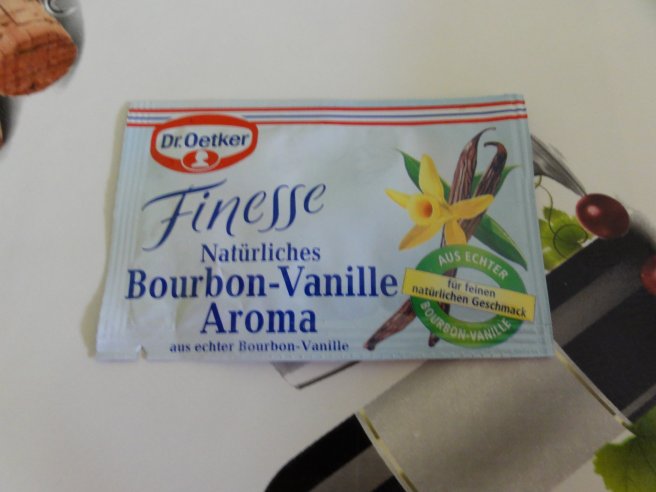 Dr.Oetker
Finesse
Natürliches
Bourbon-Vanille
Aroma
aus echter Bourbon-Vanille
AUS ECHTER
für feinen
natürlichen Geschmack
BOURBON-VANILLE